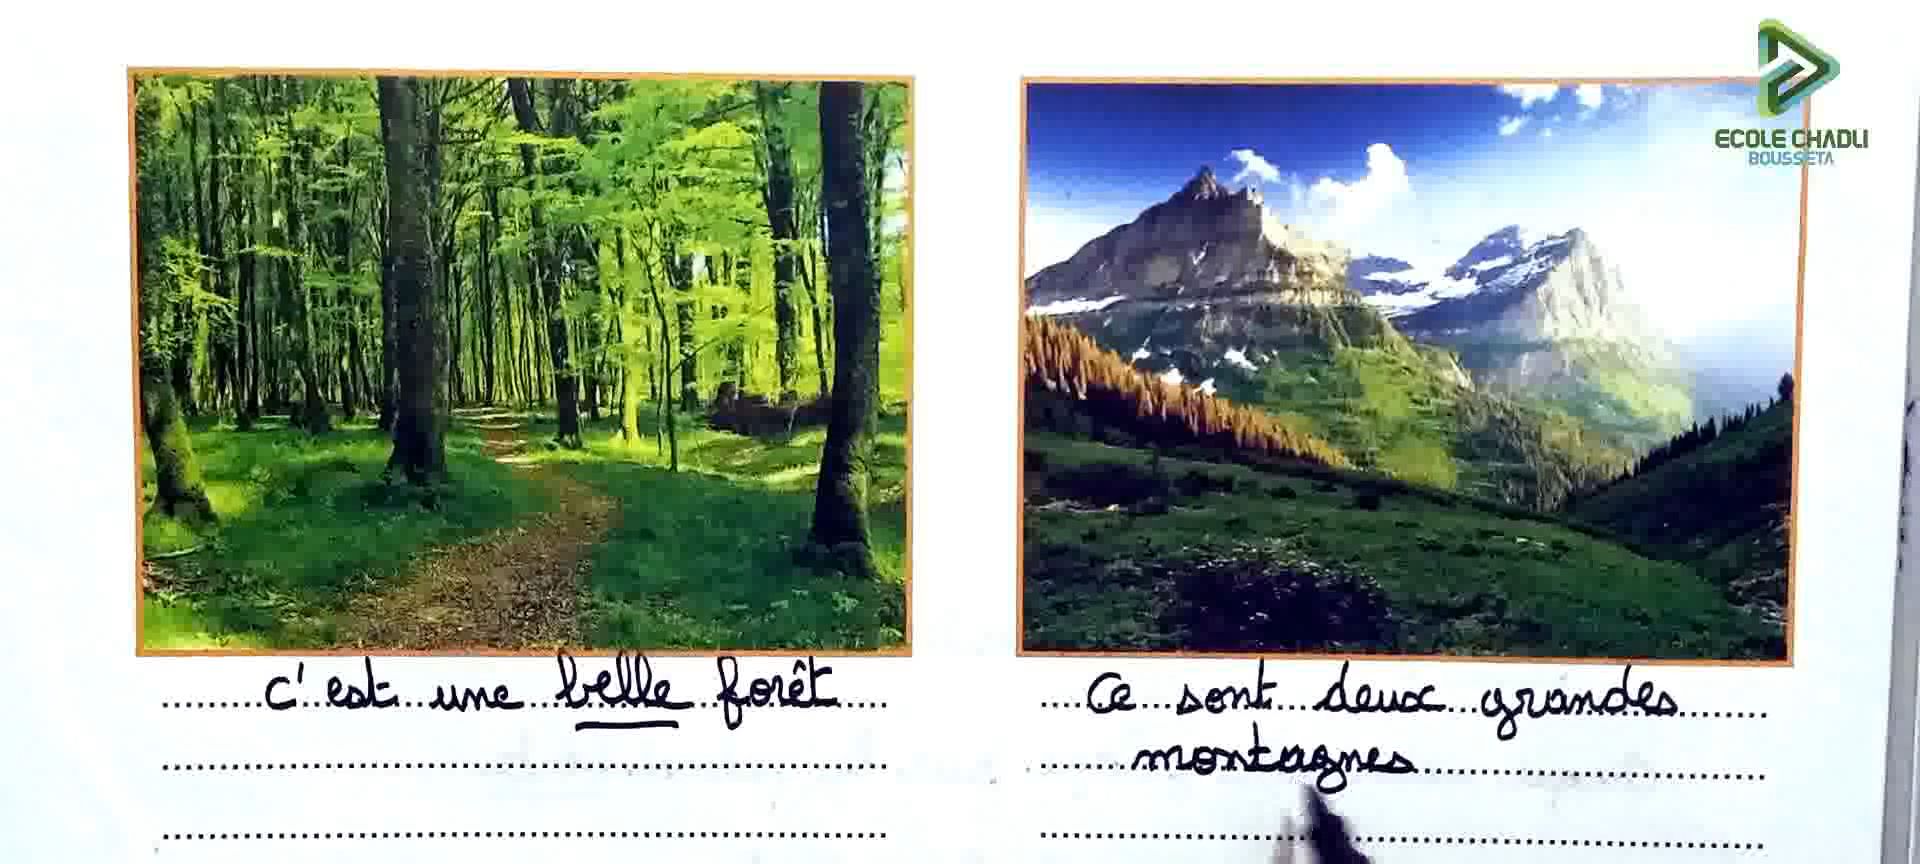 ECOLE CHADLI
BOUSSETA
c'est une belle forêt
Ce sont deux grandes
montagnes